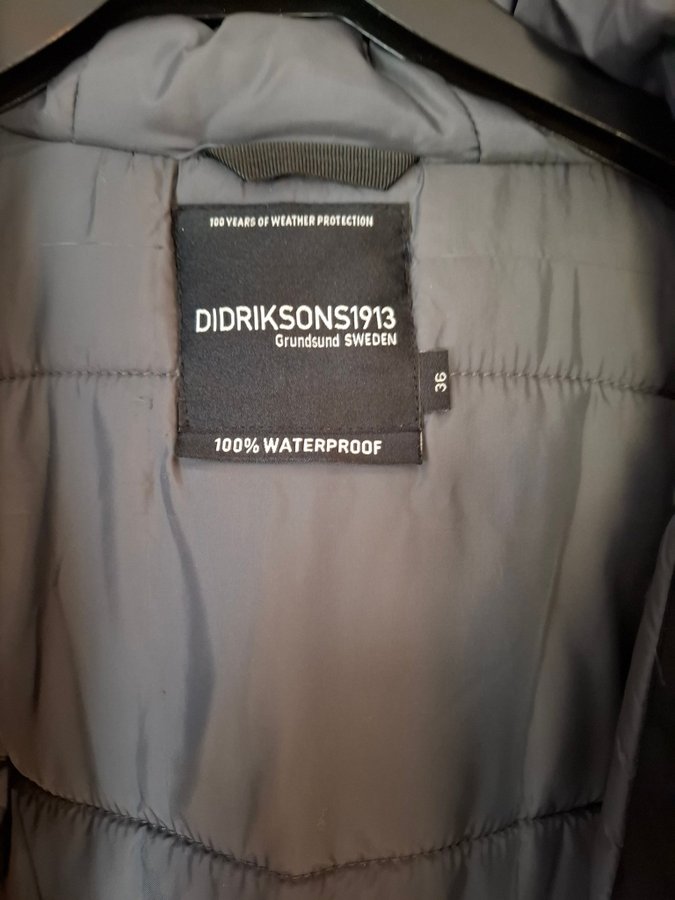 100 YEARS OF WEATHER PROTECTION
DIDRIKSONS1913
Grundsund SWEDEN
36
100% WATERPROOF